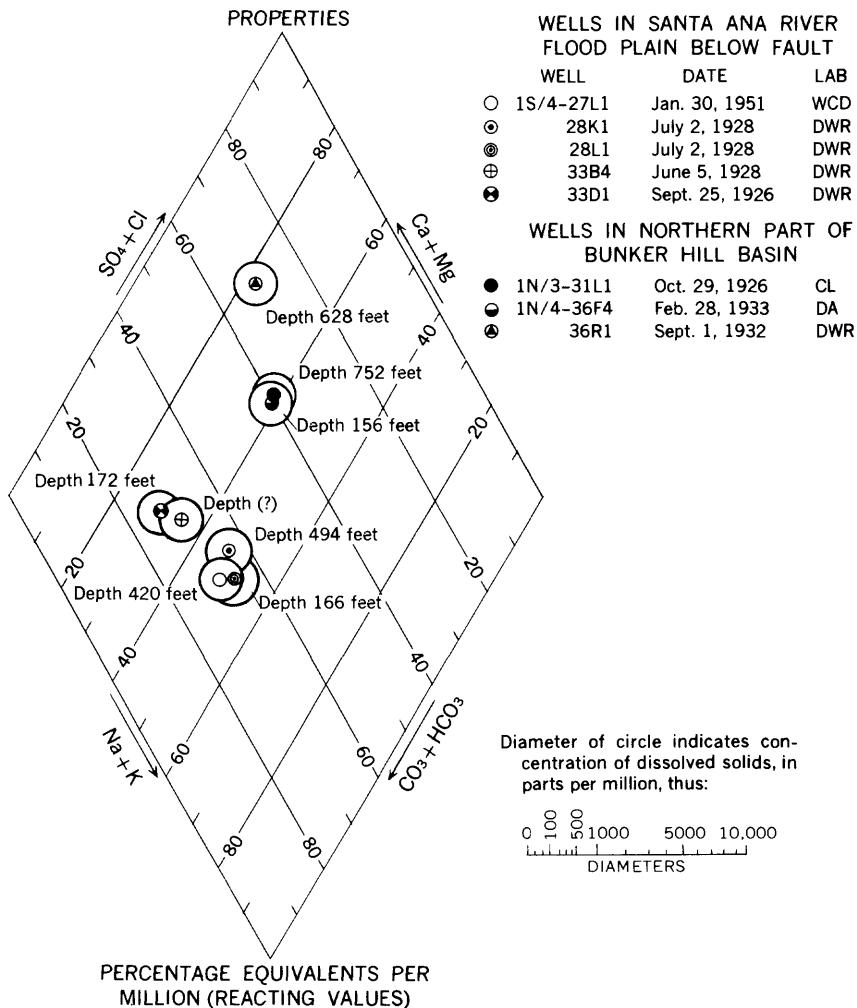 PROPERTIES
WELLS IN SANTA ANA RIVER
FLOOD PLAIN BELOW FAULT
WELL DATE LAB
1S/4-27L1 Jan. 30, 1951 WCD
28K1 July 2, 1928 DWR
28L1 July 2, 1928 DWR
33B4 June 5, 1928 DWR
33D1 Sept. 25, 1926 DWR
WELLS IN NORTHERN PART OF
BUNKER HILL BASIN
1N/3-31L1 Oct. 29, 1926 CL
1N/4-36F4 Feb. 28, 1933 DA
36R1 Sept. 1, 1932 DWR
SO₄+Cl
Ca+Mg
80
80
60
60
40
40
20
20
Depth 628 feet
Depth 752 feet
Depth 156 feet
Depth 172 feet
Depth (?)
Depth 494 feet
Depth 420 feet
Depth 166 feet
20
20
40
40
60
60
80
80
Na+K
CO₃+HCO₃
Diameter of circle indicates con-
centration of dissolved solids, in
parts per million, thus:
0 100 500 1000 5000 10,000
DIAMETERS
PERCENTAGE EQUIVALENTS PER
MILLION (REACTING VALUES)